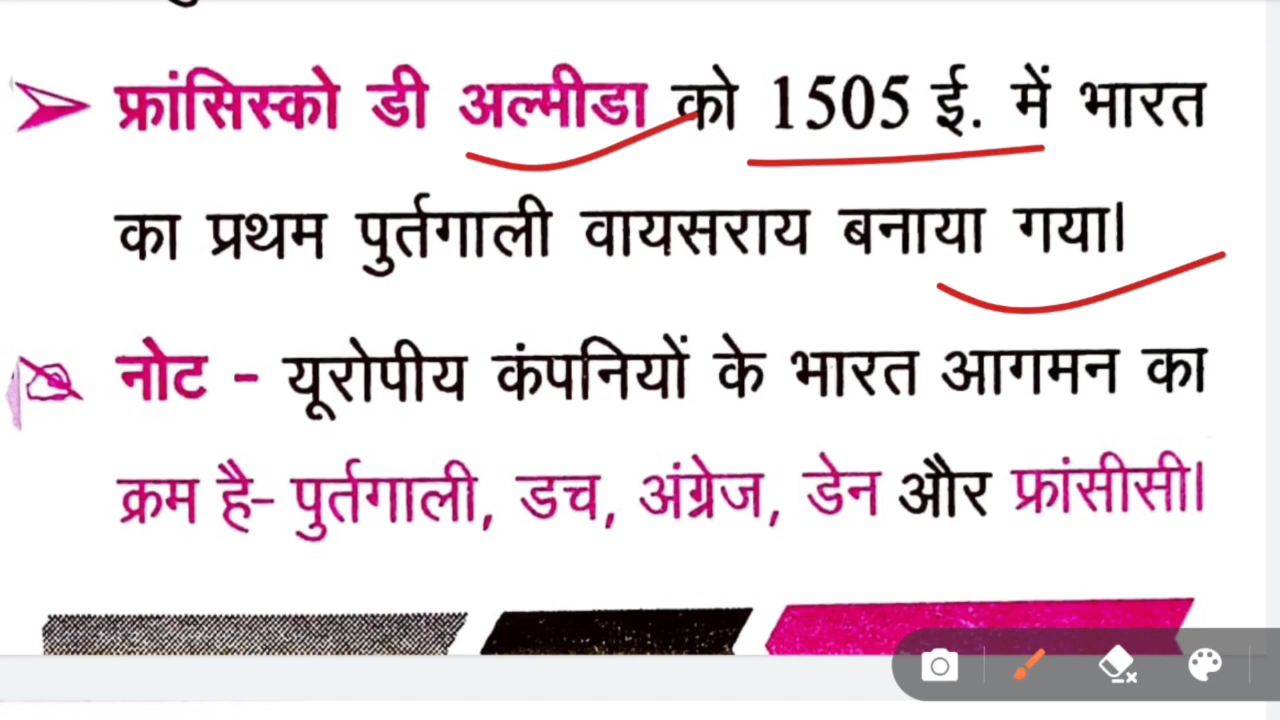 फ्रांसिस्को डी अल्मीडा को 1505 ई. में भारत
का प्रथम पुर्तगाली वायसराय बनाया गया।
नोट - यूरोपीय कंपनियों के भारत आगमन का
क्रम है- पुर्तगाली, डच, अंग्रेज, डेन और फ्रांसीसी।